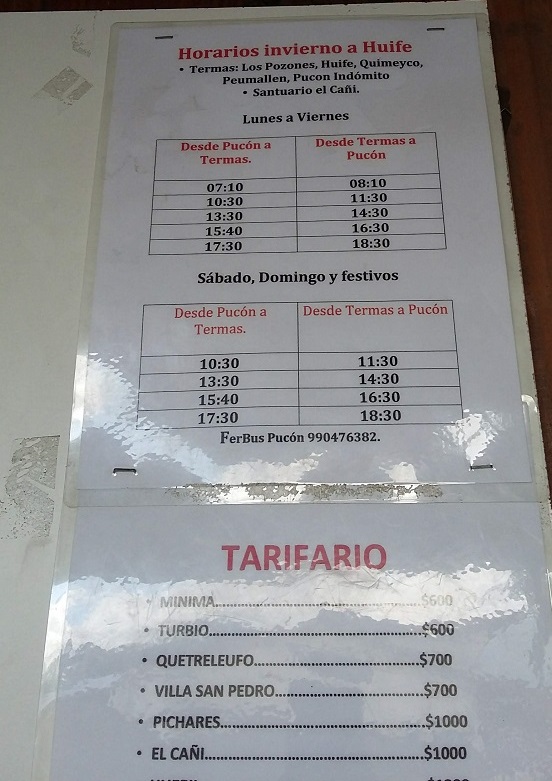 Horarios invierno a Huife
• Termas: Los Pozones, Huife, Quimeyco,
Peumallen, Pucon Indómito
• Santuario el Cañi.
Lunes a Viernes
Desde Pucón a Desde Termas a
Termas. Pucón
07:10 08:10
10:30 11:30
13:30 14:30
15:40 16:30
17:30 18:30
Sábado, Domingo y festivos
Desde Pucón a Desde Termas a Pucón
Termas.
10:30 11:30
13:30 14:30
15:40 16:30
17:30 18:30
FerBus Pucón 990476382.
TARIFARIO
• MINIMA..........................................$600
• TURBIO..........................................$600
• QUETRELEUFO.................................$700
• VILLA SAN PEDRO..............................$700
• PICHARES........................................$1000
• EL CAÑI..........................................$1000